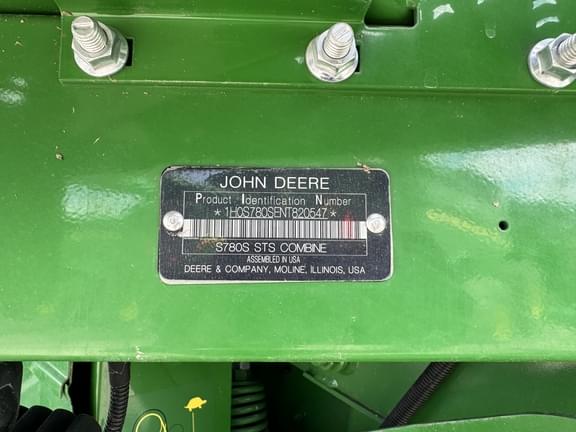 JOHN DEERE
Product Identification Number
*1H0S780SENT820547*
S780S STS COMBINE
ASSEMBLED IN USA
DEERE & COMPANY, MOLINE, ILLINOIS, USA